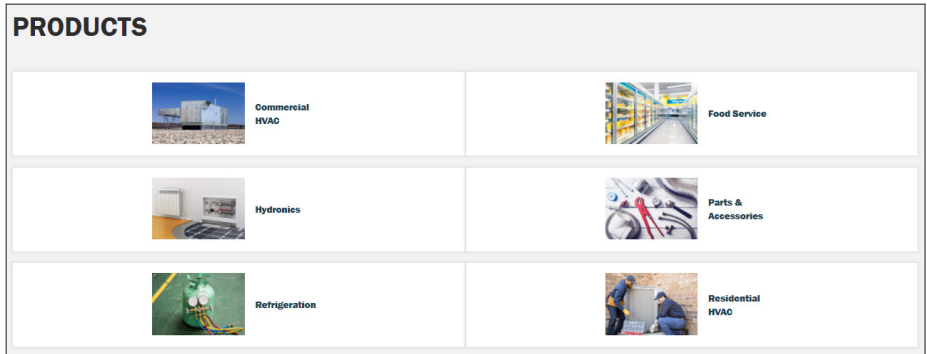 PRODUCTS
Commercial
HVAC
Food Service
Hydronics
Parts &
Accessories
Refrigeration
Residential
HVAC